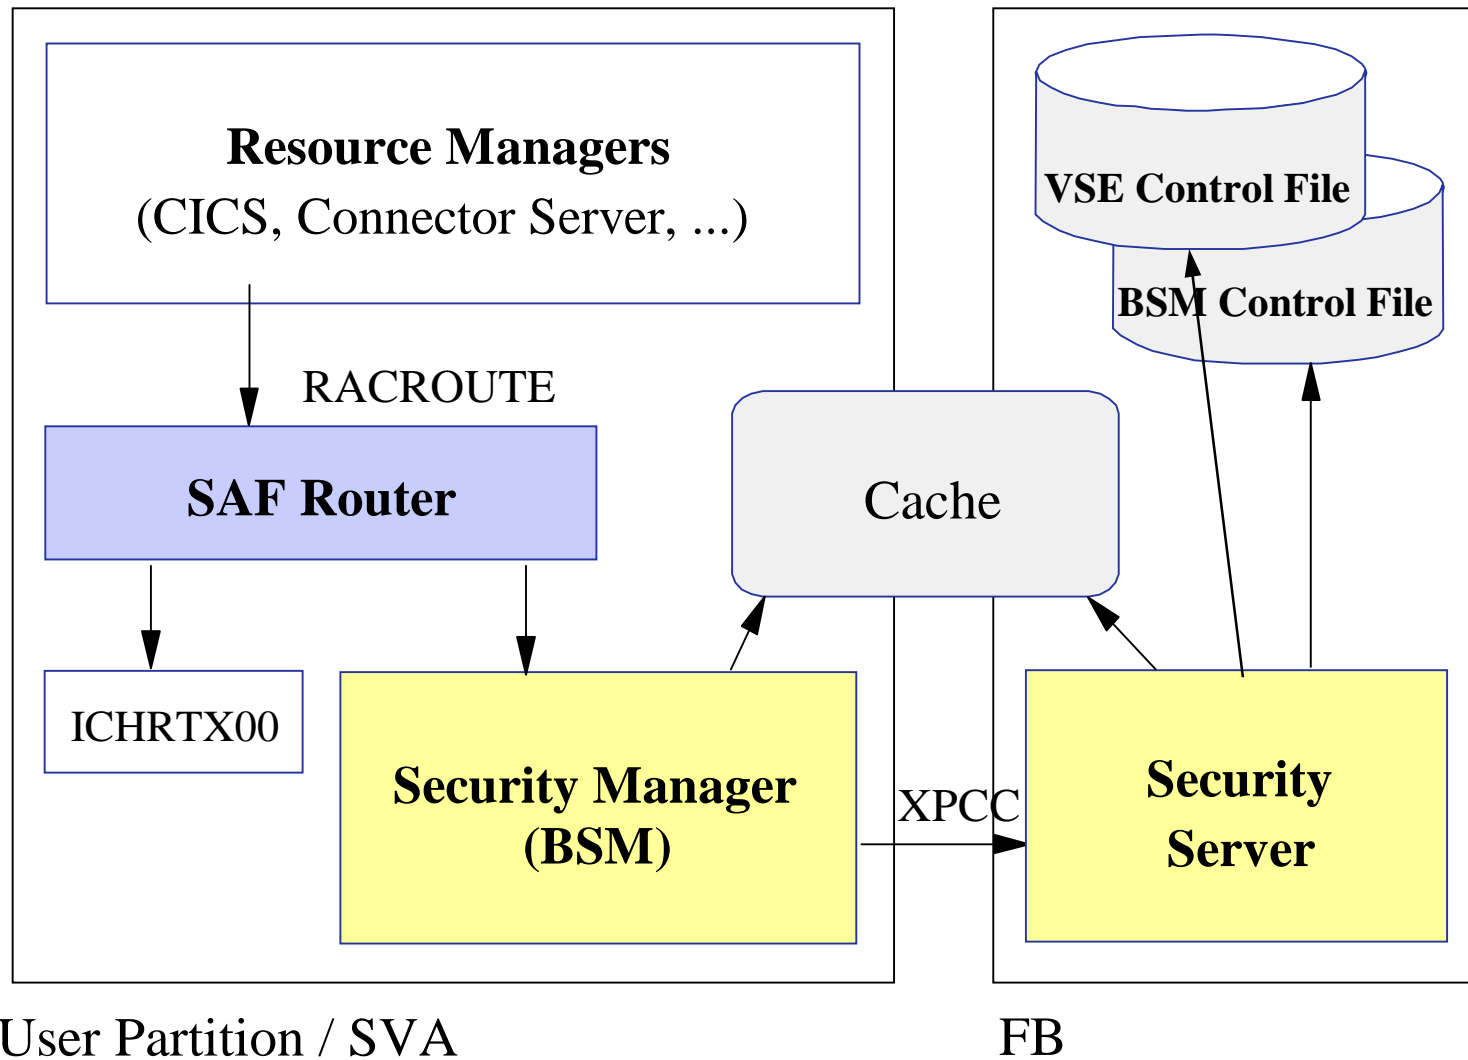 Resource Managers
(CICS, Connector Server, ...)
RACROUTE
SAF Router
ICHRTX00
Security Manager
(BSM)
Cache
XPCC
VSE Control File
BSM Control File
Security
Server
User Partition / SVA
FB